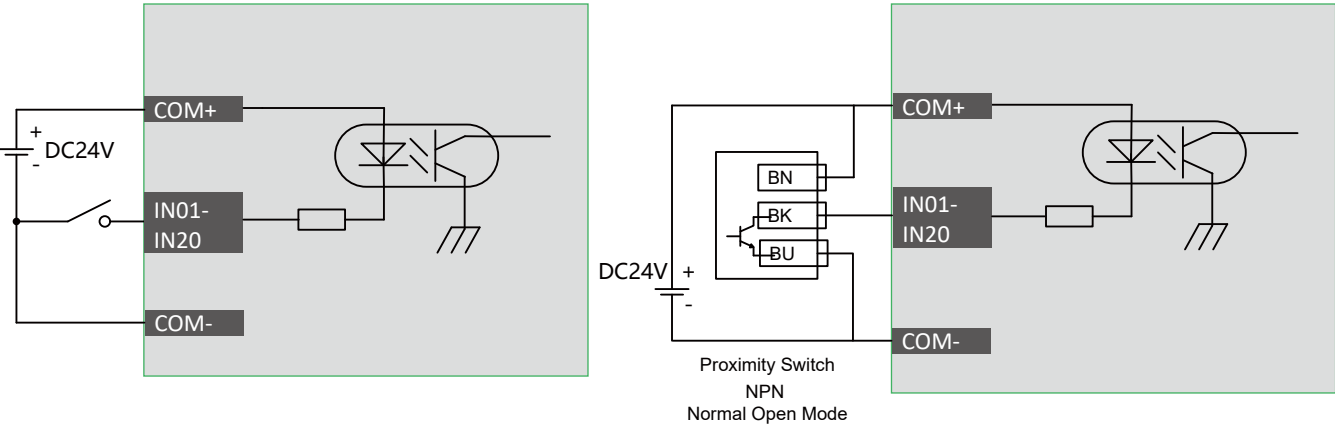 COM+
+
DC24V
-
IN01-
IN20
COM-
COM+
BN
IN01-
BK
IN20
BU
DC24V +
-
COM-
Proximity Switch
NPN
Normal Open Mode